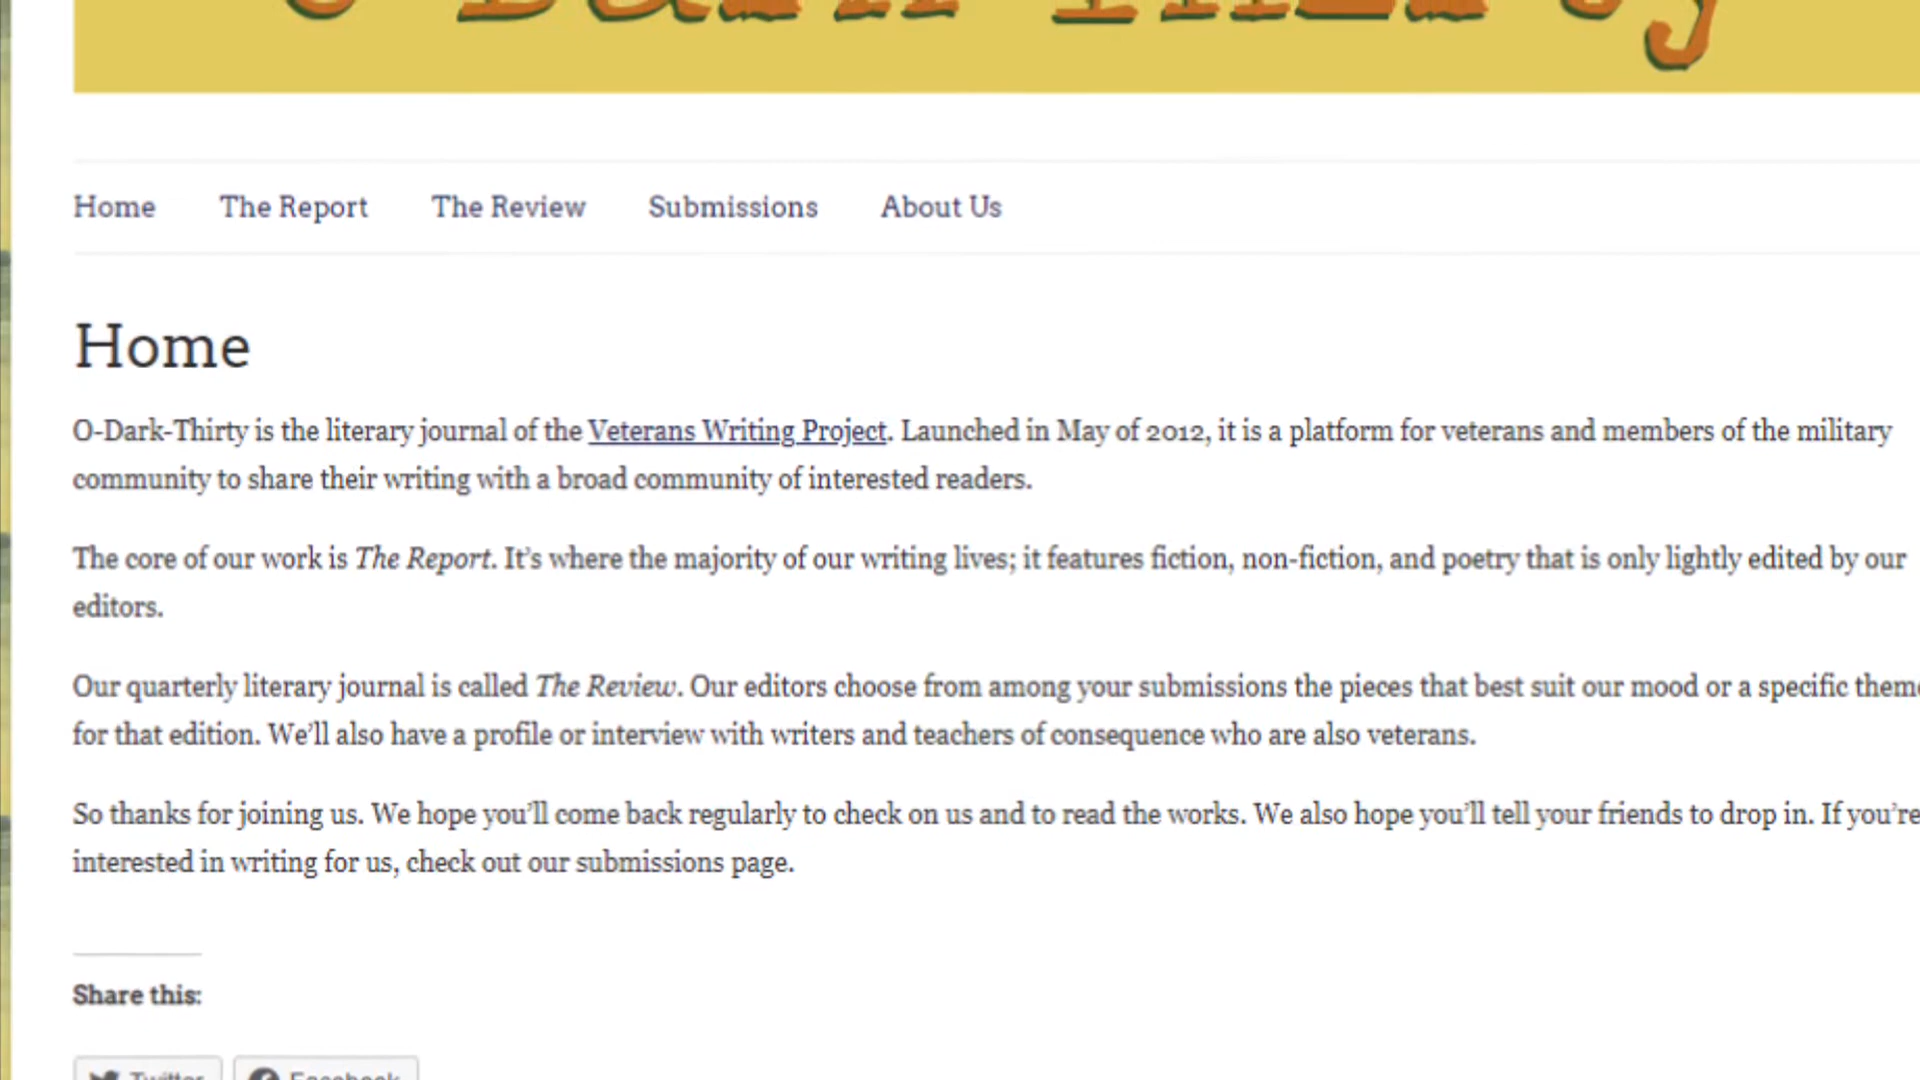 Home The Report The Review Submissions About Us
Home
O-Dark-Thirty is the literary journal of the Veterans Writing Project. Launched in May of 2012, it is a platform for veterans and members of the military
community to share their writing with a broad community of interested readers.
The core of our work is The Report. It’s where the majority of our writing lives; it features fiction, non-fiction, and poetry that is only lightly edited by our
editors.
Our quarterly literary journal is called The Review. Our editors choose from among your submissions the pieces that best suit our mood or a specific theme
for that edition. We’ll also have a profile or interview with writers and teachers of consequence who are also veterans.
So thanks for joining us. We hope you’ll come back regularly to check on us and to read the works. We also hope you’ll tell your friends to drop in. If you’re
interested in writing for us, check out our submissions page.
Share this:
Twitter Facebook